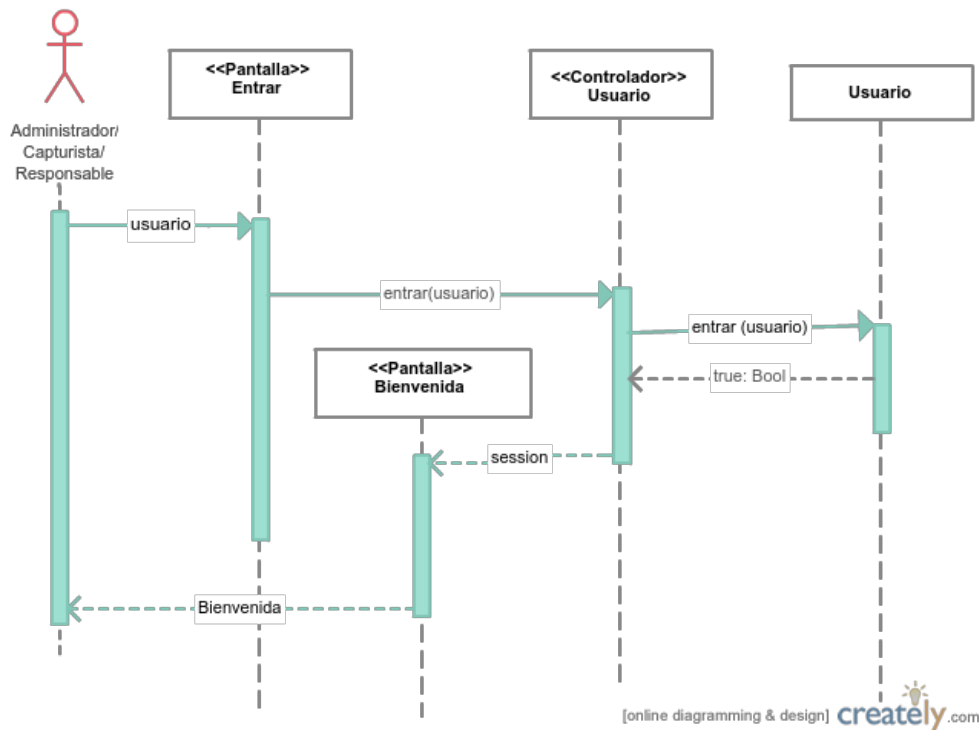 <<Pantalla>>
Entrar
<<Controlador>>
Usuario
Usuario
Administrador/
Capturista/
Responsable
usuario
entrar(usuario)
entrar (usuario)
<<Pantalla>>
Bienvenida
true: Bool
session
Bienvenida
[online diagramming & design] creately.com